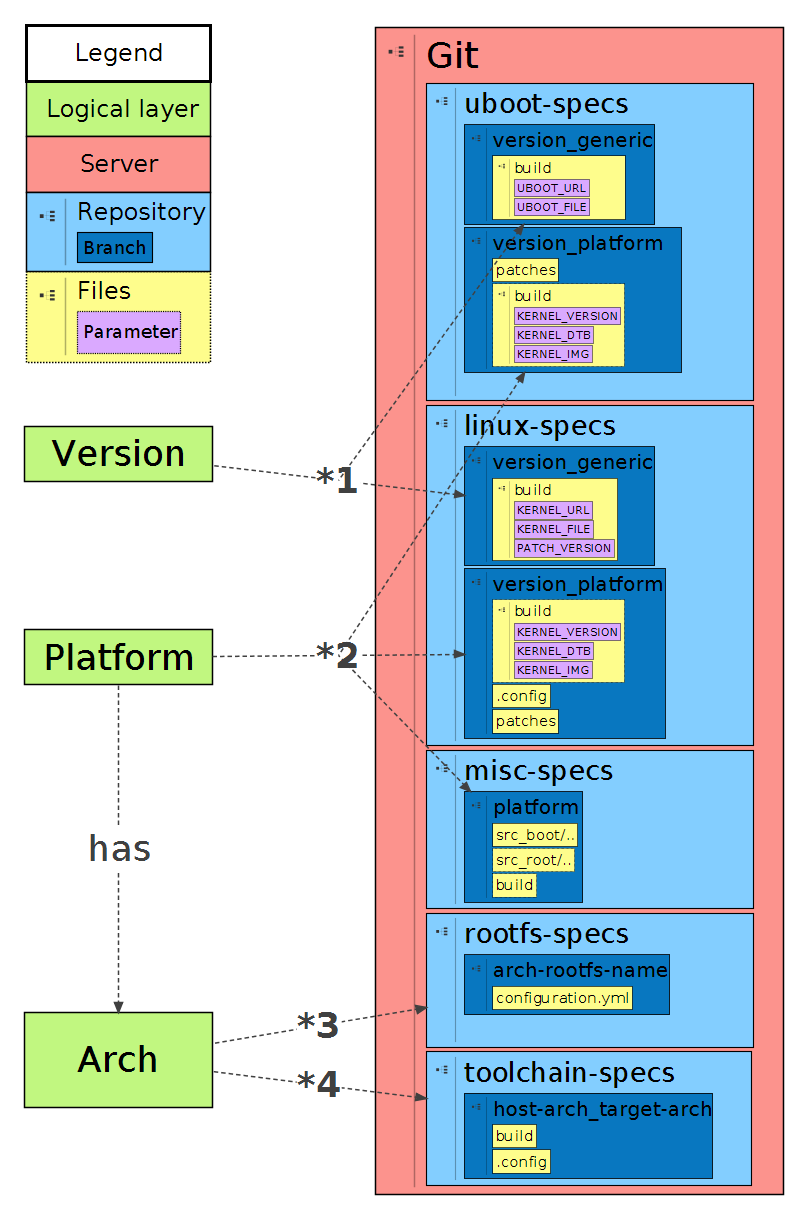 Legend
Logical layer
Server
Repository
Branch
Files
Parameter
Version
*1
Platform
*2
has
Arch
*3
*4
Git
uboot-specs
version_generic
build
UBOOT_URL
UBOOT_FILE
version_platform
patches
build
KERNEL_VERSION
KERNEL_DTB
KERNEL_IMG
linux-specs
version_generic
build
KERNEL_URL
KERNEL_FILE
PATCH_VERSION
version_platform
build
KERNEL_VERSION
KERNEL_DTB
KERNEL_IMG
.config
patches
misc-specs
platform
src_boot/..
src_root/..
build
rootfs-specs
arch-rootfs-name
configuration.yml
toolchain-specs
host-arch_target-arch
build
.config